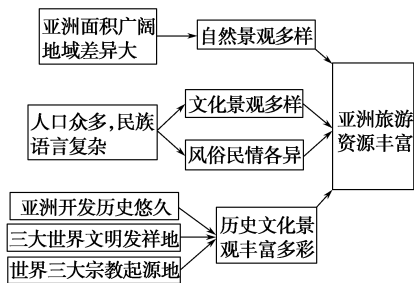 亚洲面积广阔
地域差异大
自然景观多样
人口众多,民族
语言复杂
文化景观多样
风俗民情各异
亚洲旅游
资源丰富
亚洲开发历史悠久
三大世界文明发祥地
世界三大宗教起源地
历史文化景
观丰富多彩